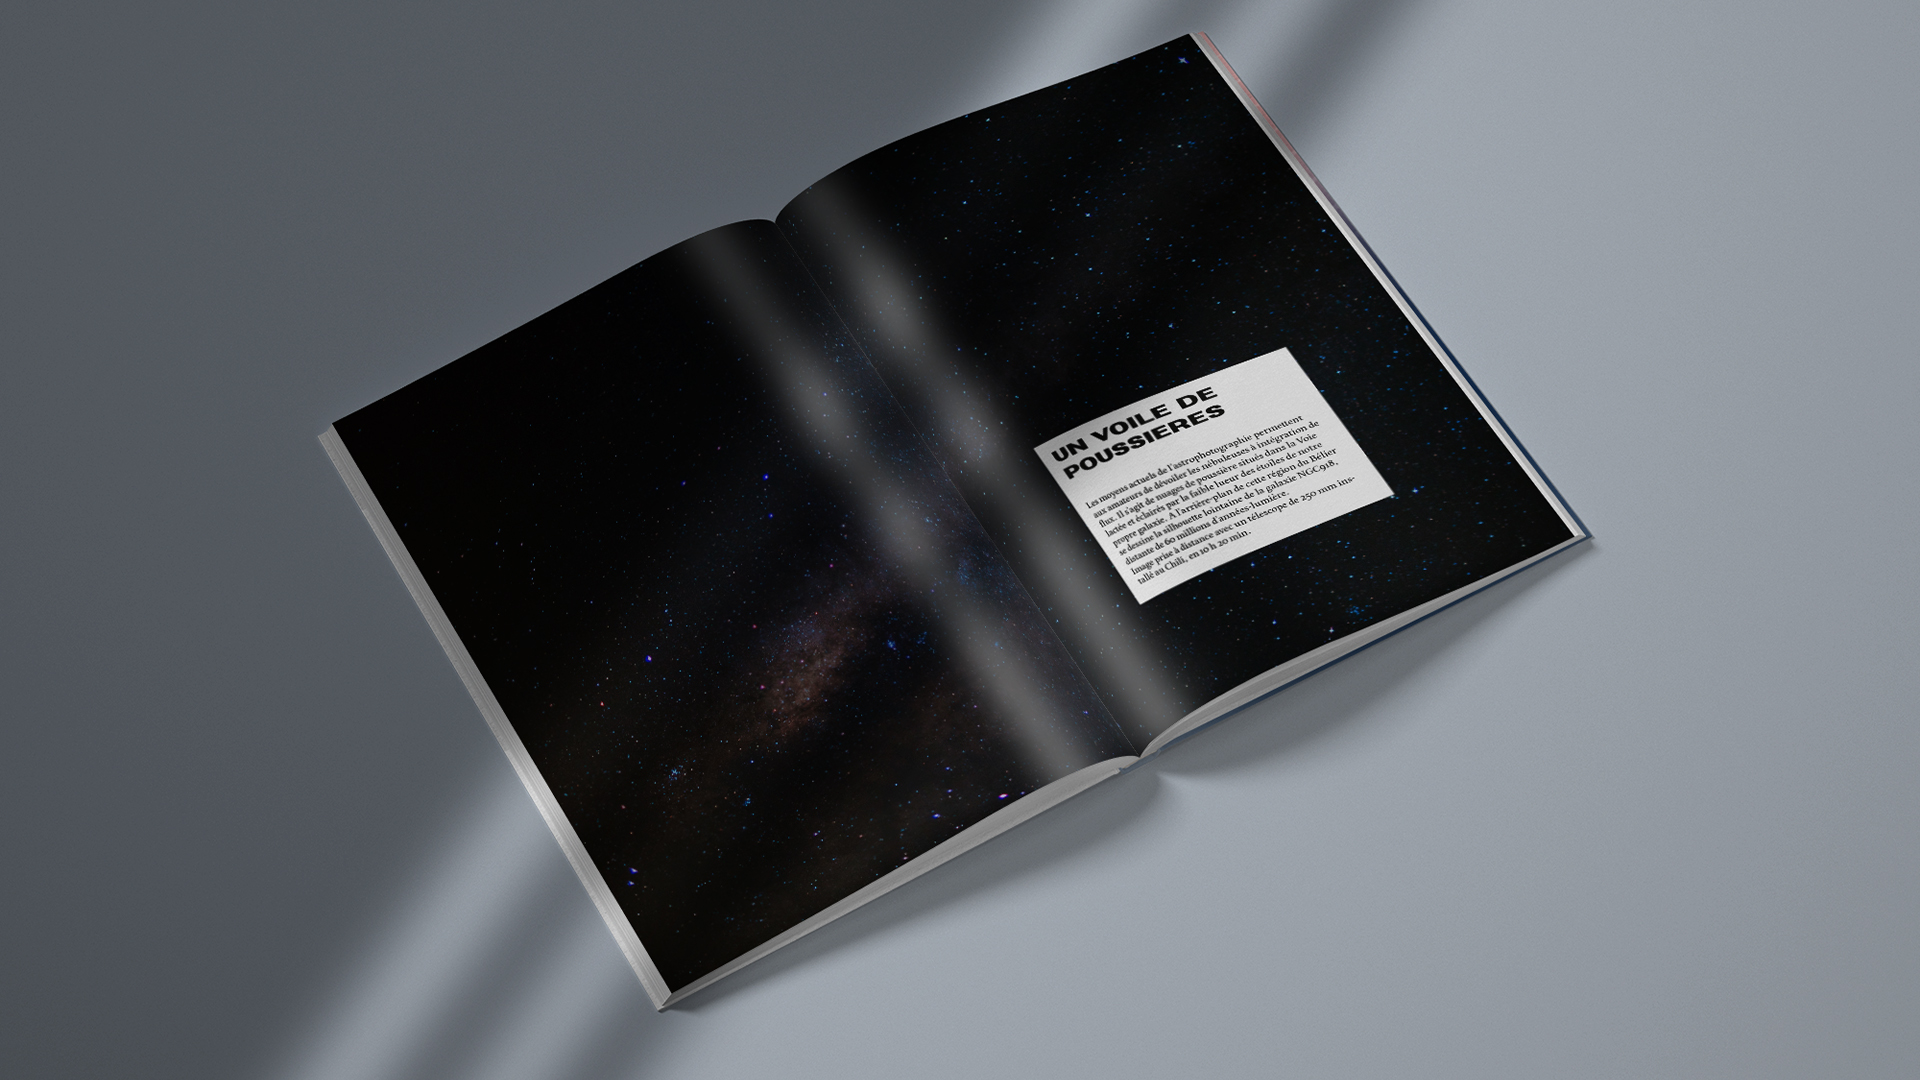 UN VOILE DE
POUSSIERES
Les moyens actuels de l'astrophotographie permettent
aux amateurs de dévoiler les nébuleuses à intégration de
flux. Il s'agit de nuages de poussière situés dans la Voie
lactée et éclairés par la faible lueur des étoiles de notre
propre galaxie. A l'arrière-plan de cette région du Bélier
se dessine la silhouette lointaine de la galaxie NGC918,
distante de 60 millions d'années-lumière.
Image prise à distance avec un télescope de 250 mm ins-
tallé au Chili, en 10 h 20 min.